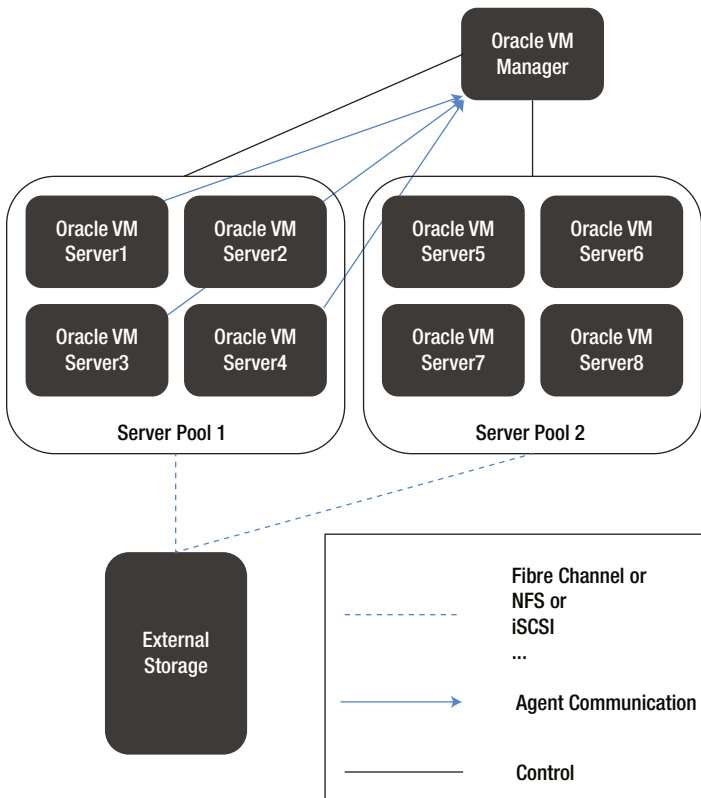 Oracle VM
Manager
Oracle VM
Server1
Oracle VM
Server2
Oracle VM
Server3
Oracle VM
Server4
Server Pool 1
Oracle VM
Server5
Oracle VM
Server6
Oracle VM
Server7
Oracle VM
Server8
Server Pool 2
External
Storage
Fibre Channel or
NFS or
iSCSI
...
Agent Communication
Control